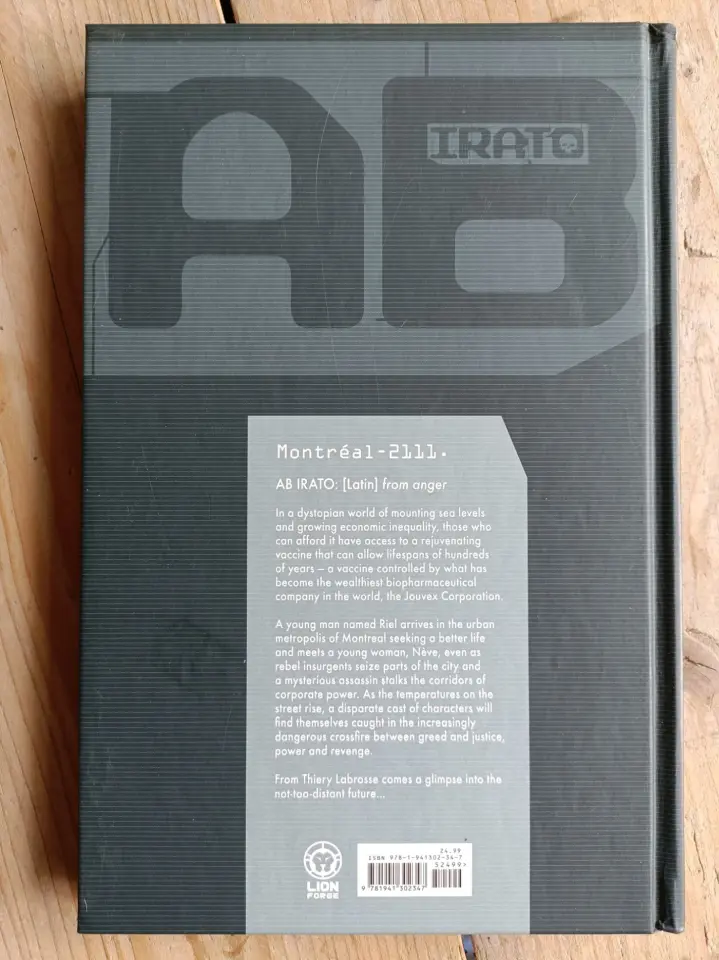 AB
IRATO
Montréal-2111.
AB IRATO: [Latin] from anger
In a dystopian world of mounting sea levels
and growing economic inequality, those who
can afford it have access to a rejuvenating
vaccine that can allow lifespans of hundreds
of years – a vaccine controlled by what has
become the wealthiest biopharmaceutical
company in the world, the Jouvex Corporation.
A young man named Riel arrives in the urban
metropolis of Montreal seeking a better life
and meets a young woman, Nève, even as
rebel insurgents seize parts of the city and
a mysterious assassin stalks the corridors of
corporate power. As the temperatures on the
street rise, a disparate cast of characters will
find themselves caught in the increasingly
dangerous crossfire between greed and justice,
power and revenge.
From Thiery Labrosse comes a glimpse into the
not-too-distant future...
LION
FORGE
24.99
ISBN 978-1-941302-34-7
52499>
9 781941 302347